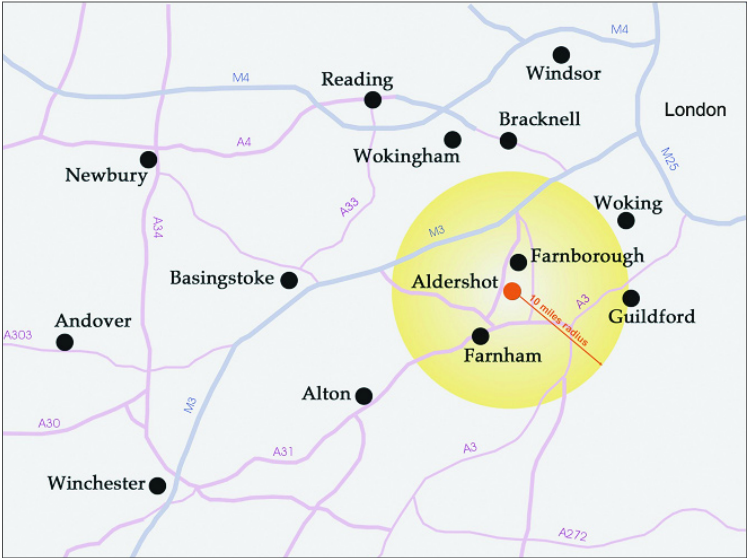 M4
Windsor
M4
Reading
London
Bracknell
A4
Wokingham
M25
Newbury
A33
Woking
A34
M3
Farnborough
Basingstoke
Aldershot
10 miles radius
A3
Guildford
Andover
A303
Farnham
Alton
M3
A30
A31
A3
Winchester
A272